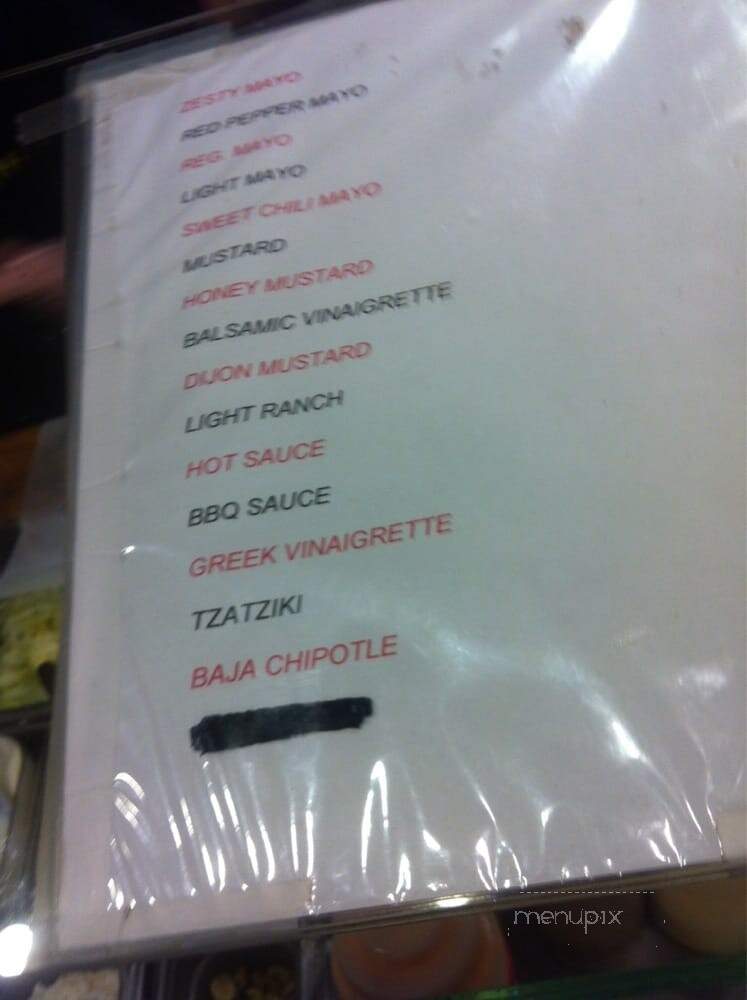 ZESTY MAYO
RED PEPPER MAYO
REG. MAYO
LIGHT MAYO
SWEET CHILI MAYO
MUSTARD
HONEY MUSTARD
BALSAMIC VINAIGRETTE
DIJON MUSTARD
LIGHT RANCH
HOT SAUCE
BBQ SAUCE
GREEK VINAIGRETTE
TZATZIKI
BAJA CHIPOTLE
menupix